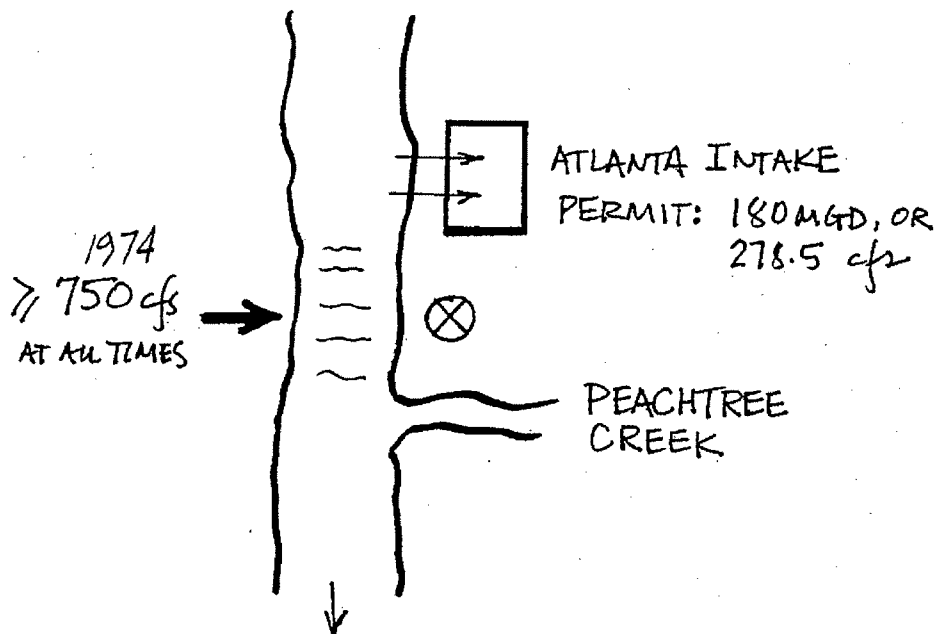 ATLANTA INTAKE
PERMIT: 180 MGD, OR
278.5 cfs
1974
≥ 750 cfs
AT ALL TIMES
PEACHTREE
CREEK